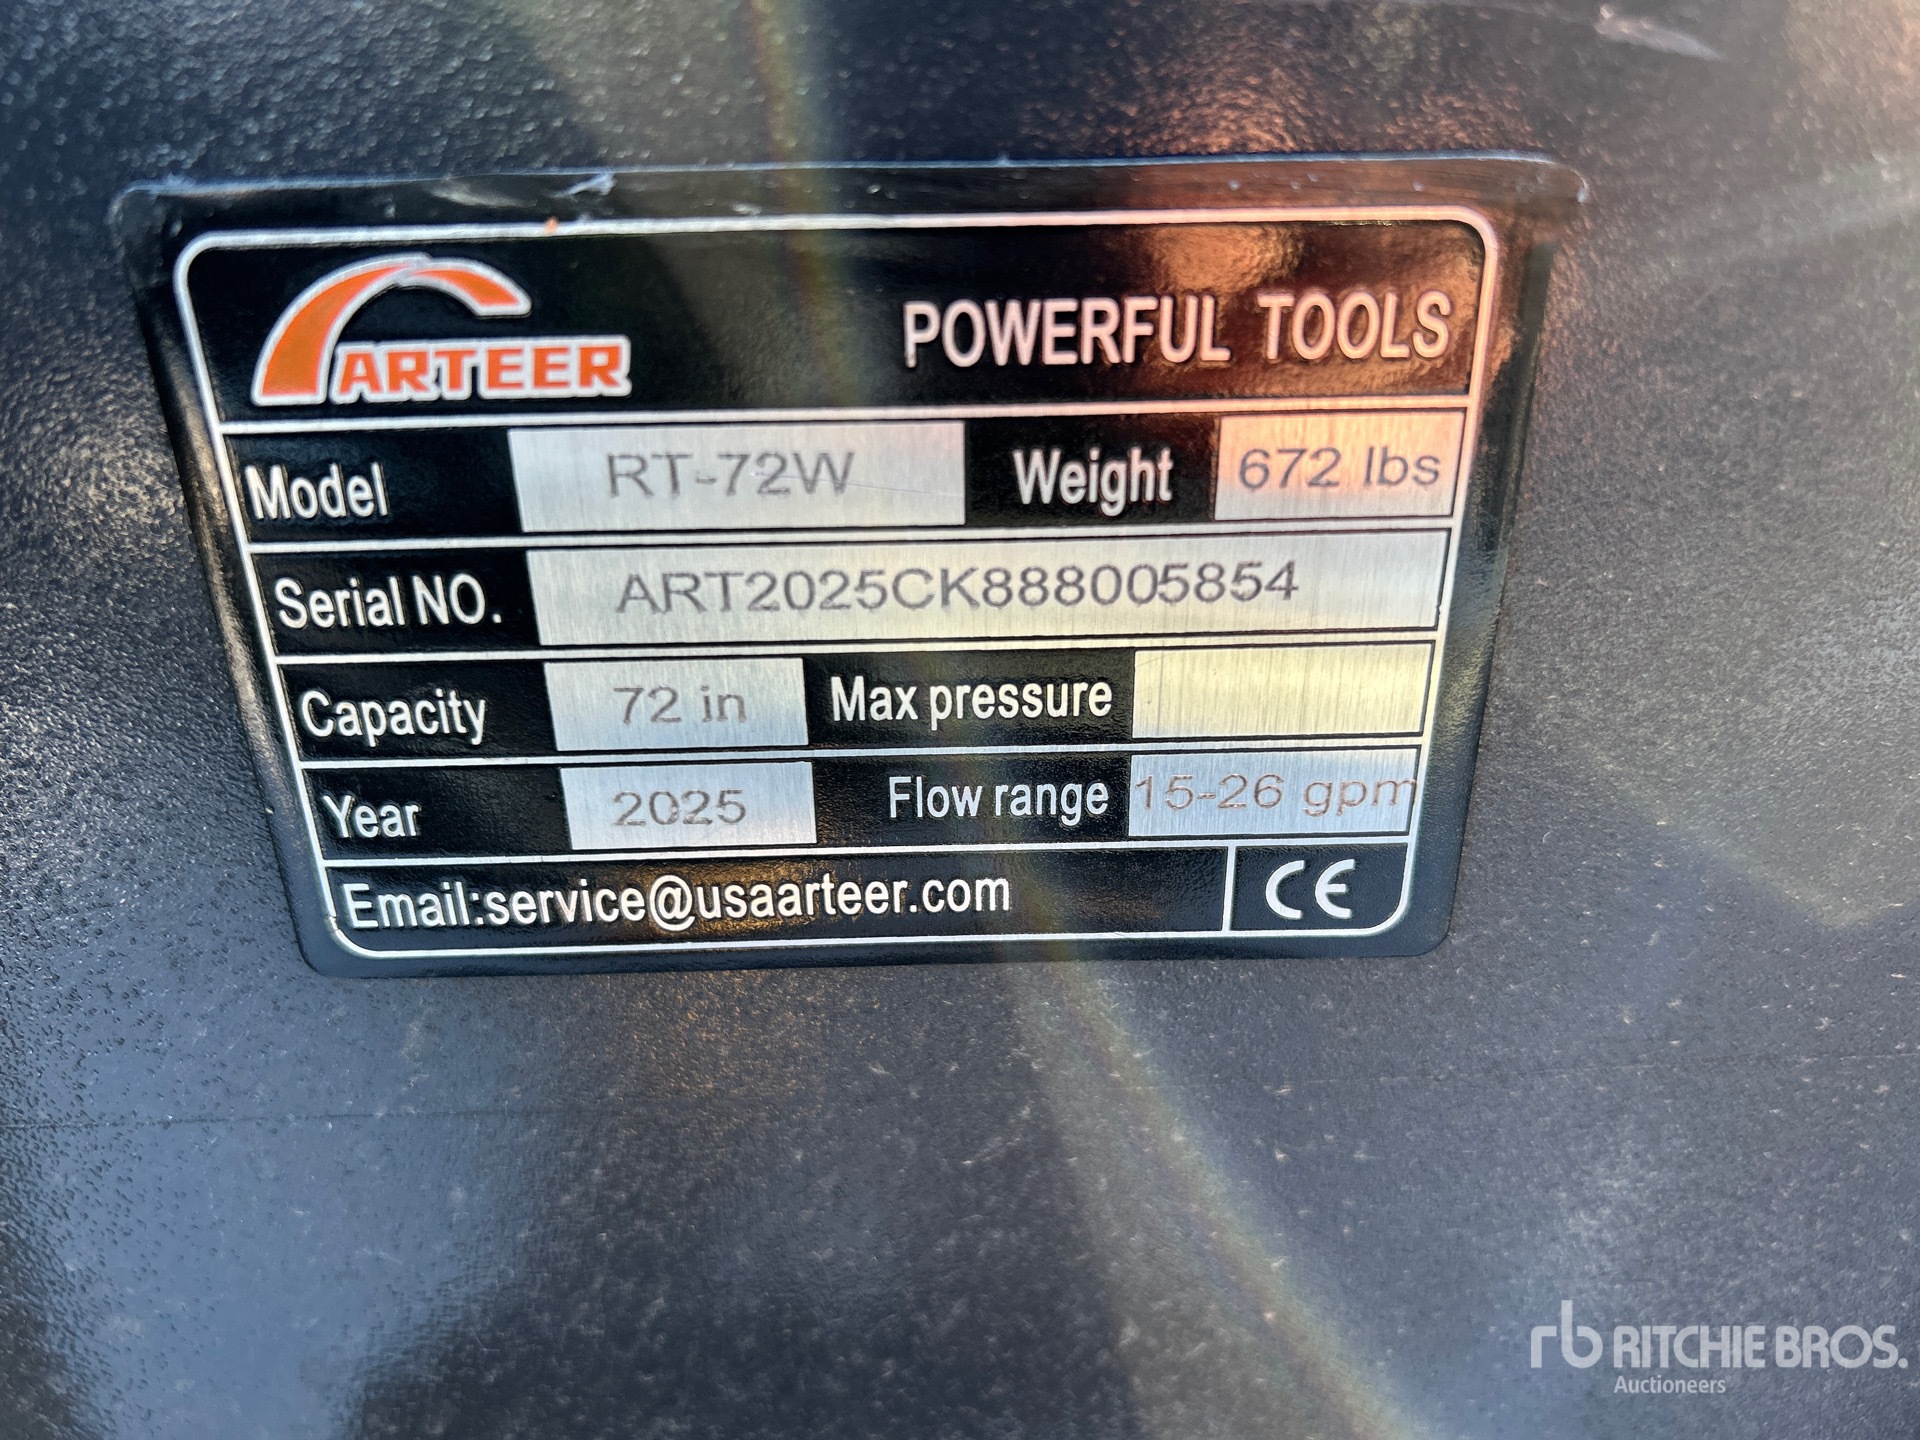 ARTEER POWERFUL TOOLS
Model RT-72W Weight 672 lbs
Serial NO. ART2025CK888005854
Capacity 72 in Max pressure
Year 2025 Flow range 15-26 gpm
Email:service@usaarteer.com CE
rb RITCHIE BROS.
Auctioneers